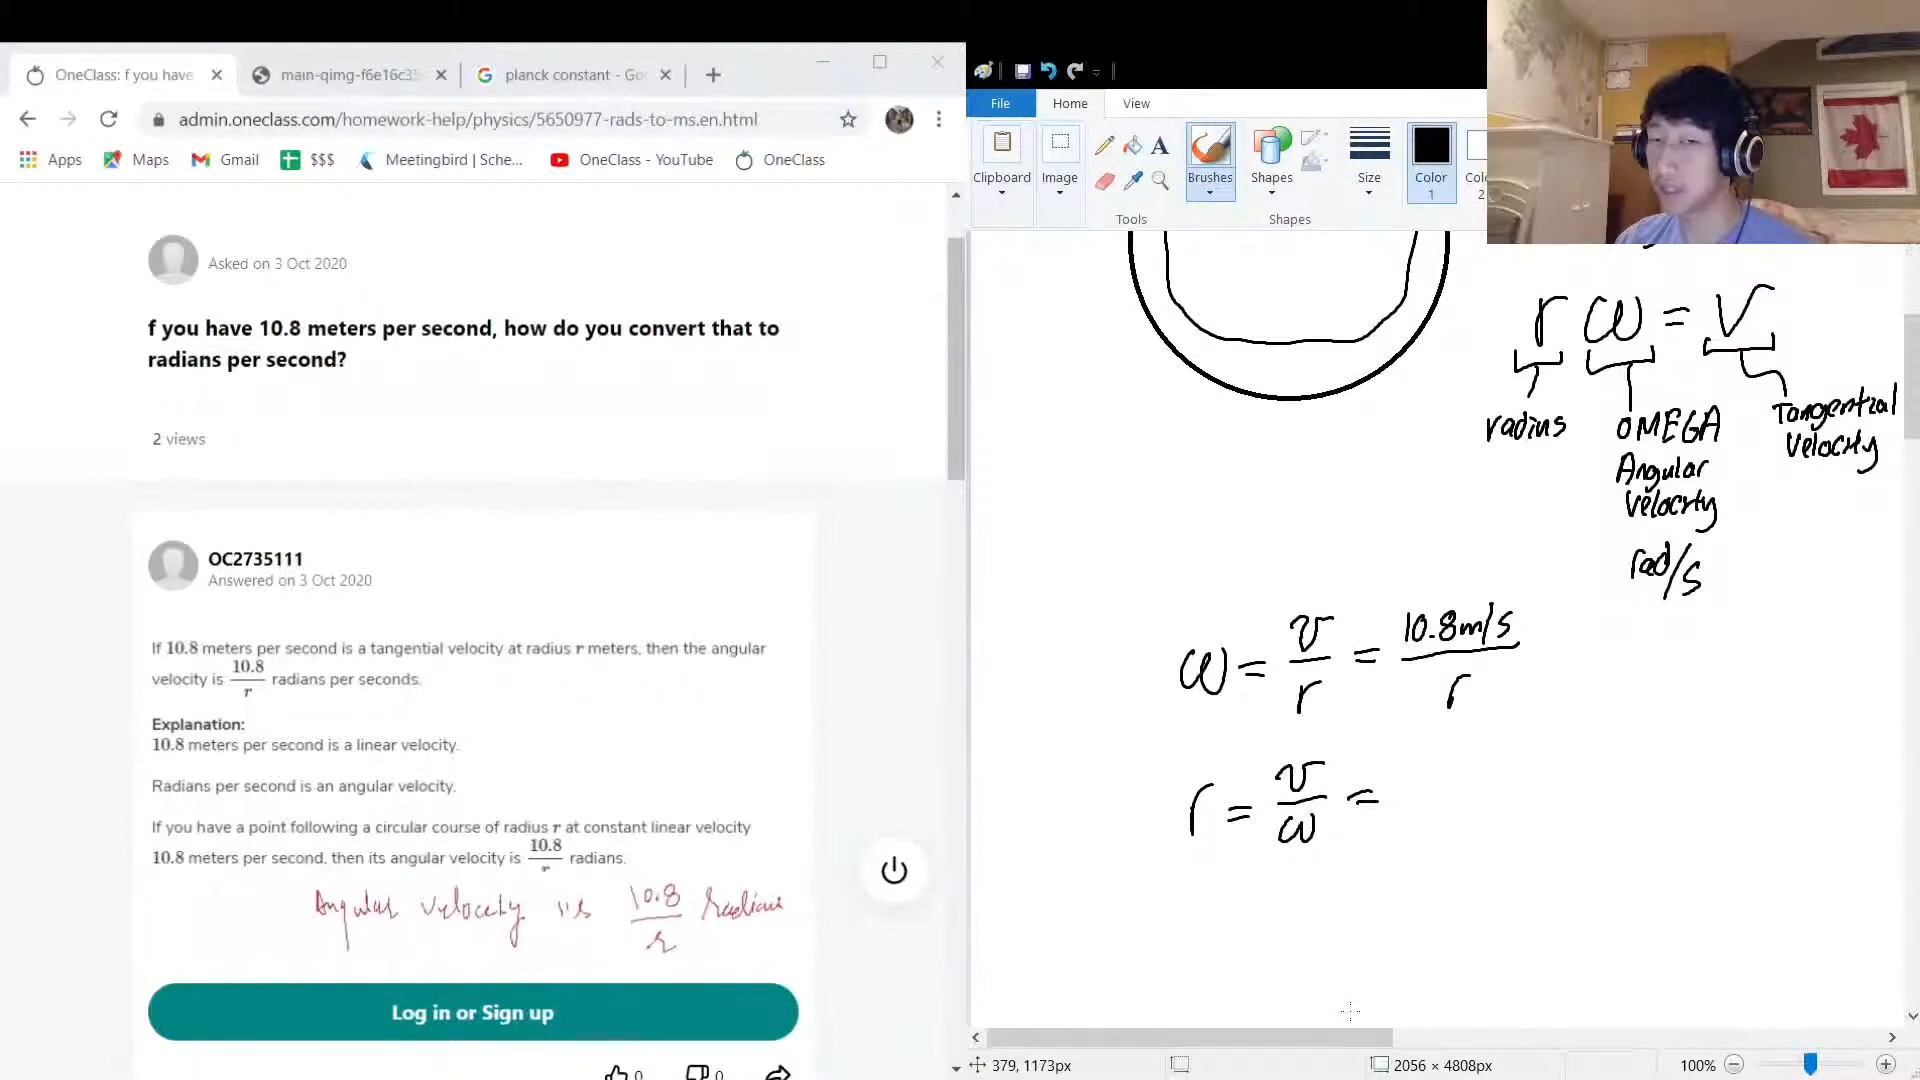 OneClass: f you have
main-qimg-f6e16c35
planck constant - Goo
admin.oneclass.com/homework-help/physics/5650977-rads-to-ms.en.html
Apps
Maps
Gmail
$$$
Meetingbird | Sche...
OneClass - YouTube
OneClass
Asked on 3 Oct 2020
f you have 10.8 meters per second, how do you convert that to
radians per second?
2 views
OC2735111
Answered on 3 Oct 2020
If 10.8 meters per second is a tangential velocity at radius r meters, then the angular
velocity is 10.8/r radians per seconds.
Explanation:
10.8 meters per second is a linear velocity.
Radians per second is an angular velocity.
If you have a point following a circular course of radius r at constant linear velocity
10.8 meters per second, then its angular velocity is 10.8/r radians.
Angular velocity is 10.8/r radians
Log in or Sign up
0
0
File
Home
View
Clipboard
Image
A
Tools
Brushes
Shapes
Shapes
Size
Color
1
Colo
2
r ω = V
radius
OMEGA
Angular
Velocity
rad/s
Tangential
Velocity
ω = v/r = 10.8m/s / r
r = v/ω =
379, 1173px
2056 × 4808px
100%